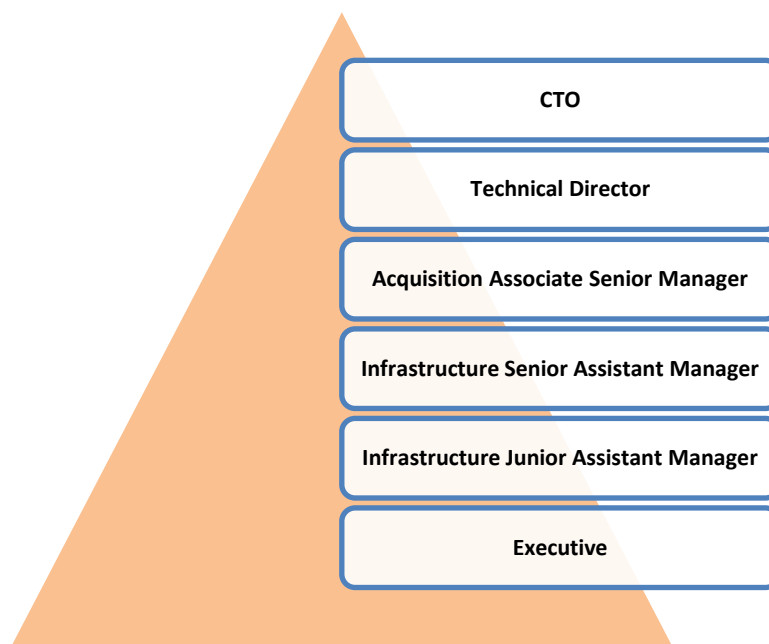 CTO
Technical Director
Acquisition Associate Senior Manager
Infrastructure Senior Assistant Manager
Infrastructure Junior Assistant Manager
Executive